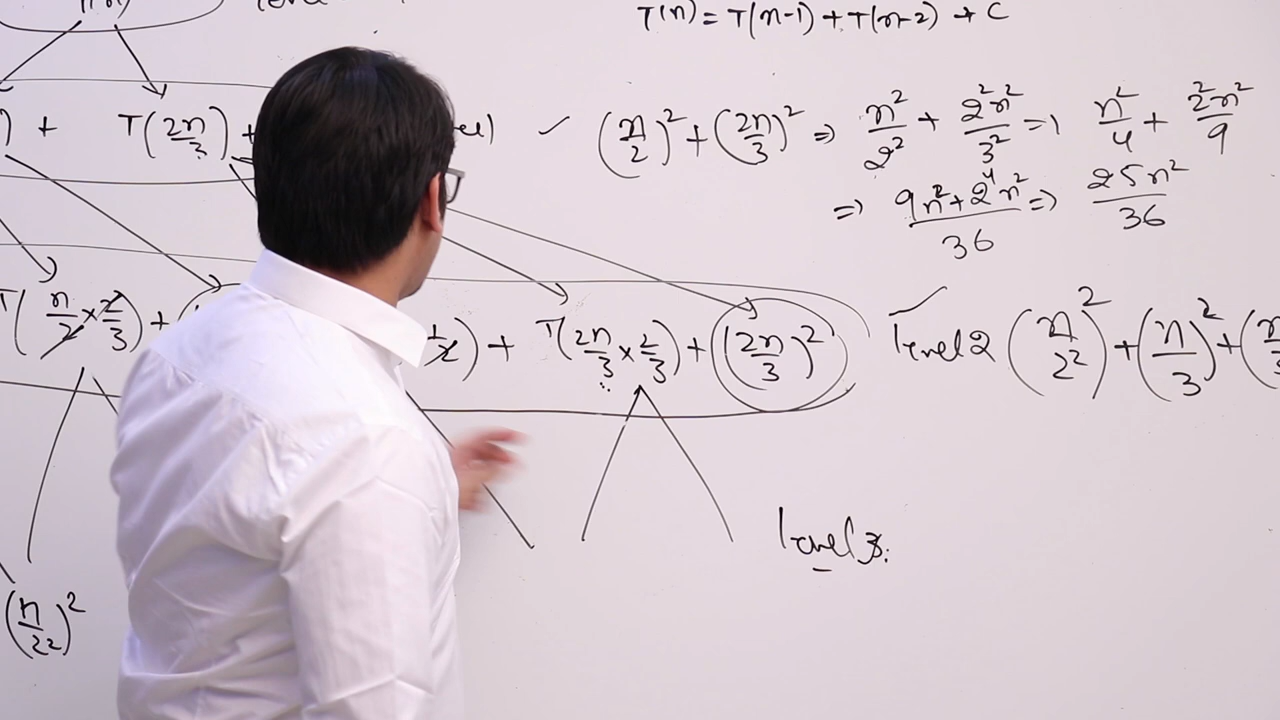 T(n) = T(n-1) + T(n-2) + C
) + T(2n/3) +
(n/2)² + (2n/3)² ⇒ n²/2² + 2²n²/3² ⇒ n²/4 + 2²n²/9
⇒ 9n²+2⁴n²/36 ⇒ 25n²/36
T(n/2 × 2/3) +
) + T(2n/3 × 2/3) + (2n/3)²
level 2 (n/2²)² + (n/3)² + (n/3
level 3.
(n/2²)²